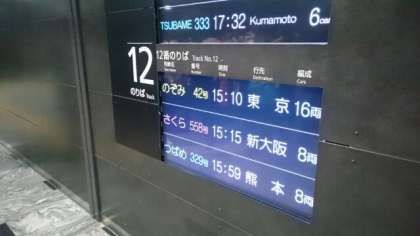 TSUBAME 333 17:32 Kumamoto 6
12 12番のりば Track No.12
のりば Track
のぞみ 42号 15:10 東 京 16両
さくら 558号 15:15 新大阪 8両
つばめ 329号 15:59 熊 本 8両